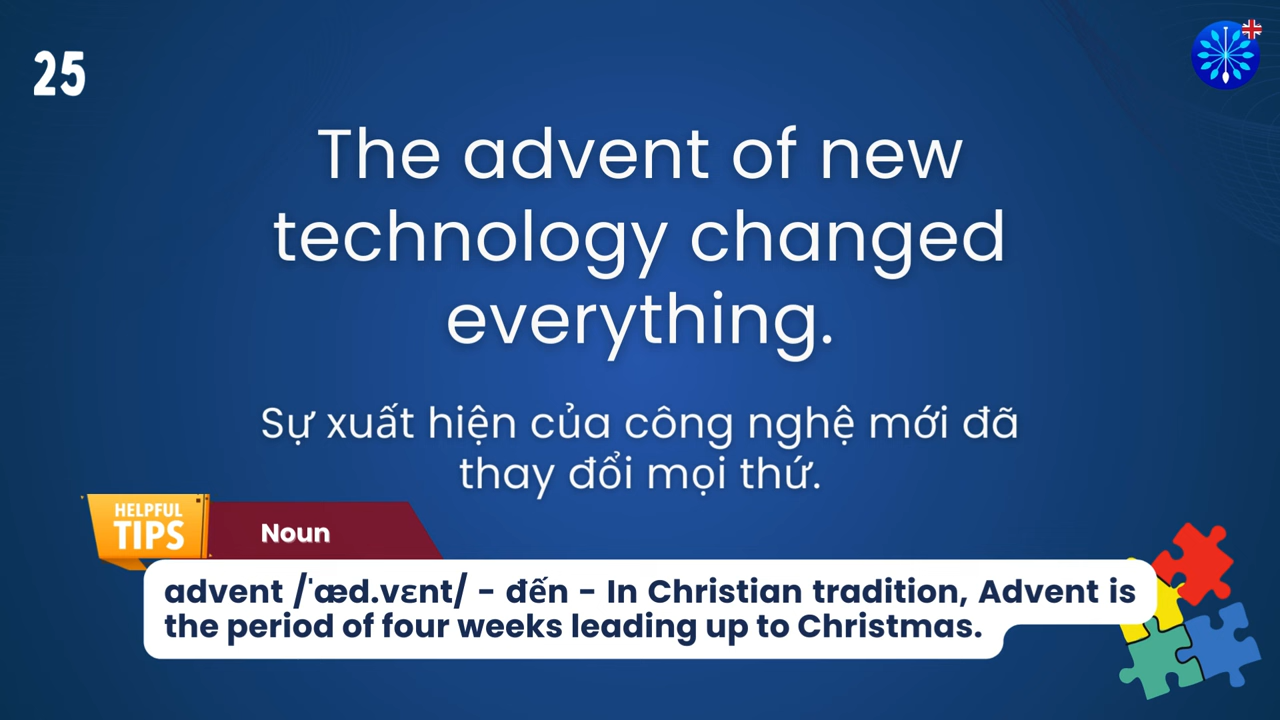 25
The advent of new
technology changed
everything.
Sự xuất hiện của công nghệ mới đã
thay đổi mọi thứ.
HELPFUL
TIPS
Noun
advent /ˈæd.vɛnt/ - đến - In Christian tradition, Advent is
the period of four weeks leading up to Christmas.